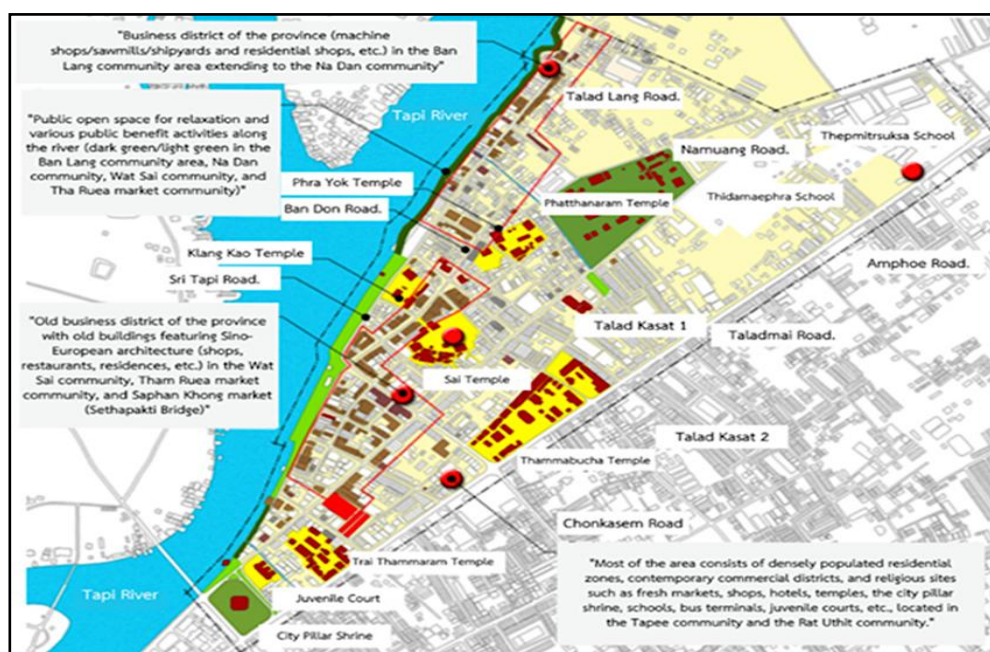 "Business district of the province (machine
shops/sawmills/shipyards and residential shops, etc.) in the Ban
Lang community area extending to the Na Dan community"
Tapi River
"Public open space for relaxation and
various public benefit activities along
the river (dark green/light green in the
Ban Lang community area, Na Dan
community, Wat Sai community, and
Tha Ruea market community)"
Talad Lang Road.
Thepmitrsuksa School
Namuang Road.
Phra Yok Temple
Phatthanaram Temple
Thidamaephra School
Ban Don Road.
Klang Kao Temple
Amphoe Road.
Sri Tapi Road.
"Old business district of the province
with old buildings featuring Sino-
European architecture (shops,
restaurants, residences, etc.) in the Wat
Sai community, Tham Ruea market
community, and Saphan Khong market
(Sethapakti Bridge)"
Talad Kasat 1
Taladmai Road.
Sai Temple
Talad Kasat 2
Thammabucha Temple
Chonkasem Road
Trai Thammaram Temple
"Most of the area consists of densely populated residential
zones, contemporary commercial districts, and religious sites
such as fresh markets, shops, hotels, temples, the city pillar
shrine, schools, bus terminals, juvenile courts, etc., located in
the Tapee community and the Rat Uthit community."
Tapi River
Juvenile Court
City Pillar Shrine